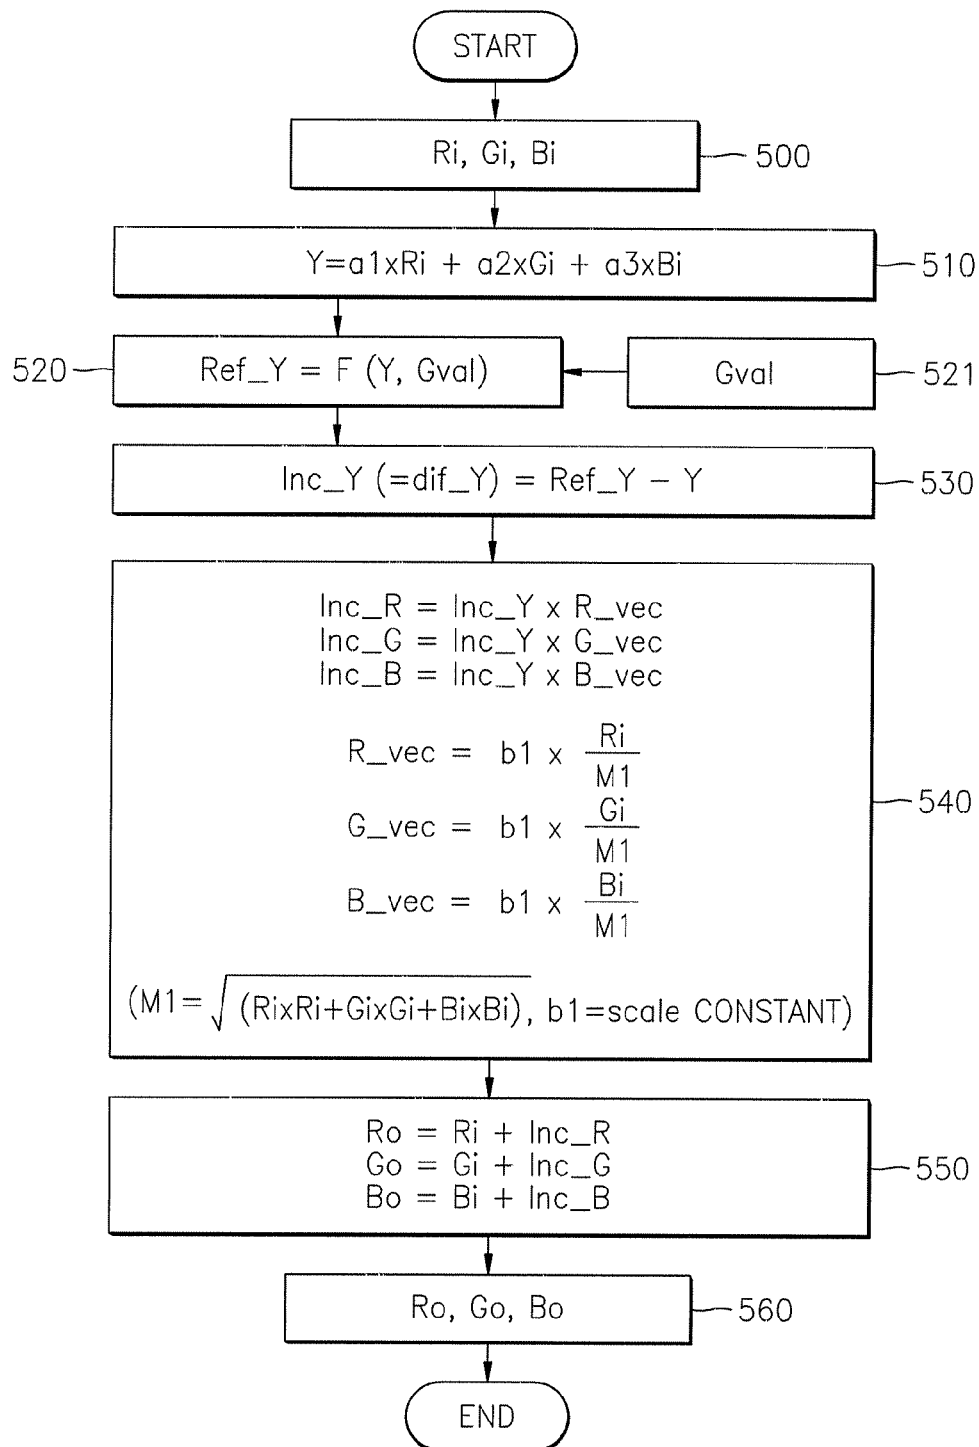 START
Ri, Gi, Bi
500
Y=a1xRi + a2xGi + a3xBi
510
520
Ref_Y = F (Y, Gval)
Gval
521
Inc_Y (=dif_Y) = Ref_Y − Y
530
Inc_R = Inc_Y x R_vec
Inc_G = Inc_Y x G_vec
Inc_B = Inc_Y x B_vec
R_vec = b1 x Ri/M1
G_vec = b1 x Gi/M1
B_vec = b1 x Bi/M1
540
(M1=√(RixRi+GixGi+BixBi), b1=scale CONSTANT)
Ro = Ri + Inc_R
Go = Gi + Inc_G
Bo = Bi + Inc_B
550
Ro, Go, Bo
560
END